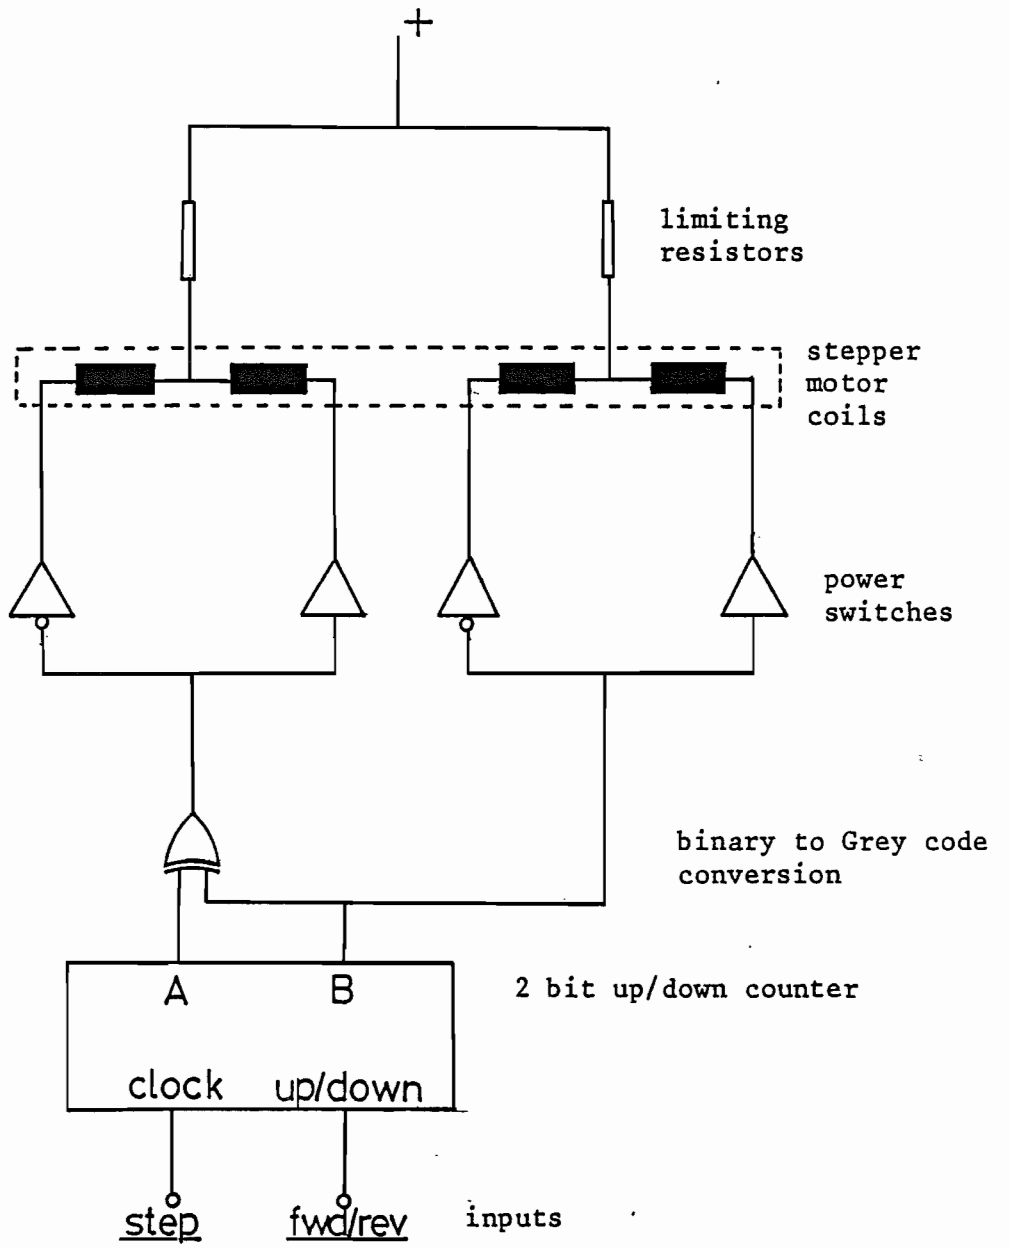 +
limiting
resistors
stepper
motor
coils
power
switches
binary to Grey code
conversion
A B
2 bit up/down counter
clock up/down
step fwd/rev inputs